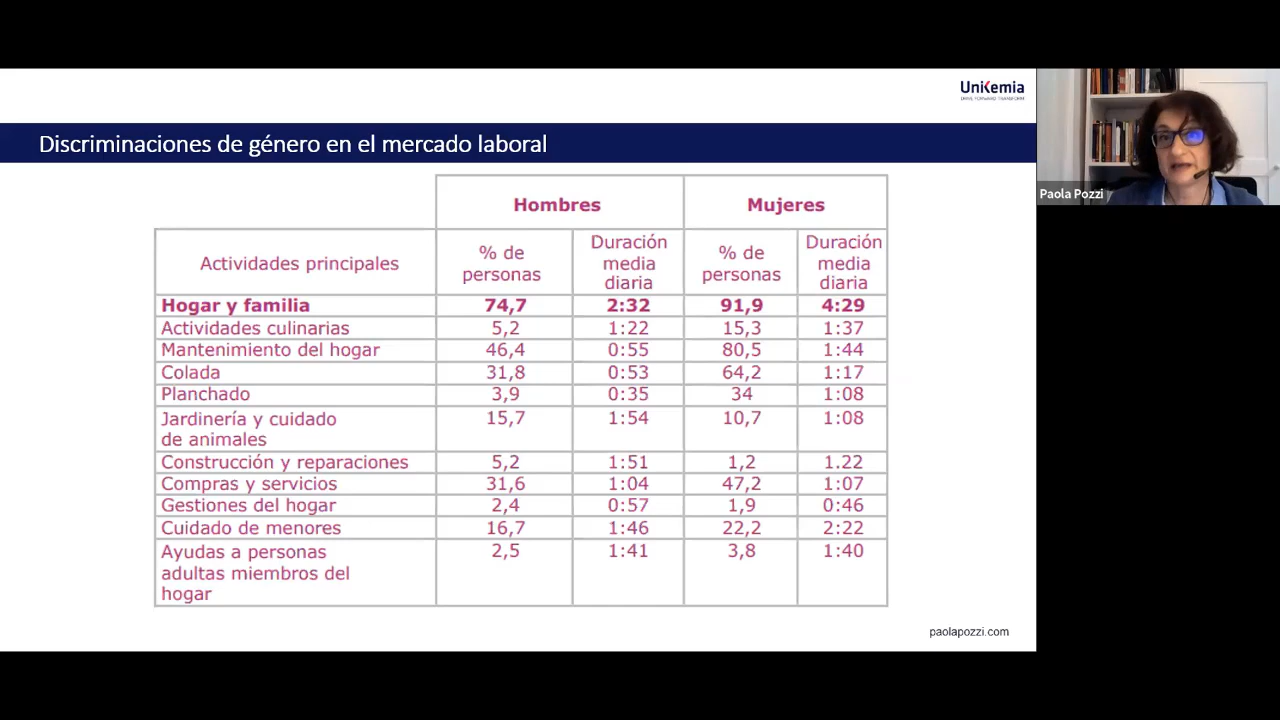 UniKemia
Discriminaciones de género en el mercado laboral
Paola Pozzi
Hombres Mujeres
Actividades principales % de personas Duración media diaria % de personas Duración media diaria
Hogar y familia 74,7 2:32 91,9 4:29
Actividades culinarias 5,2 1:22 15,3 1:37
Mantenimiento del hogar 46,4 0:55 80,5 1:44
Colada 31,8 0:53 64,2 1:17
Planchado 3,9 0:35 34 1:08
Jardinería y cuidado de animales 15,7 1:54 10,7 1:08
Construcción y reparaciones 5,2 1:51 1,2 1.22
Compras y servicios 31,6 1:04 47,2 1:07
Gestiones del hogar 2,4 0:57 1,9 0:46
Cuidado de menores 16,7 1:46 22,2 2:22
Ayudas a personas adultas miembros del hogar 2,5 1:41 3,8 1:40
paolapozzi.com